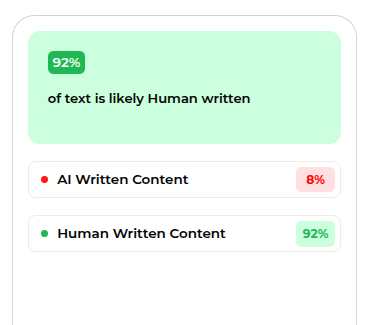 92%
of text is likely Human written
AI Written Content 8%
Human Written Content 92%